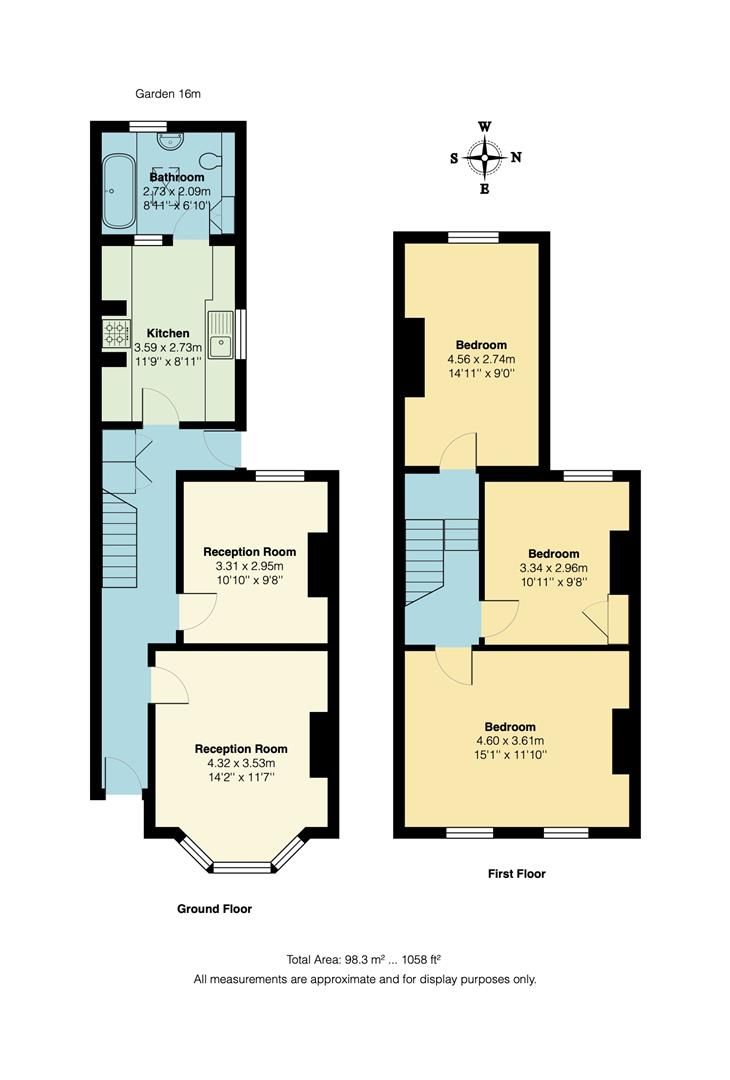 Garden 16m
W
S N
E
Bathroom
2.73 x 2.09m
8'11'' x 6'10''
Kitchen
3.59 x 2.73m
11'9'' x 8'11''
Bedroom
4.56 x 2.74m
14'11'' x 9'0''
Reception Room
3.31 x 2.95m
10'10'' x 9'8''
Bedroom
3.34 x 2.96m
10'11'' x 9'8''
Reception Room
4.32 x 3.53m
14'2'' x 11'7''
Bedroom
4.60 x 3.61m
15'1'' x 11'10''
First Floor
Ground Floor
Total Area: 98.3 m² ... 1058 ft²
All measurements are approximate and for display purposes only.